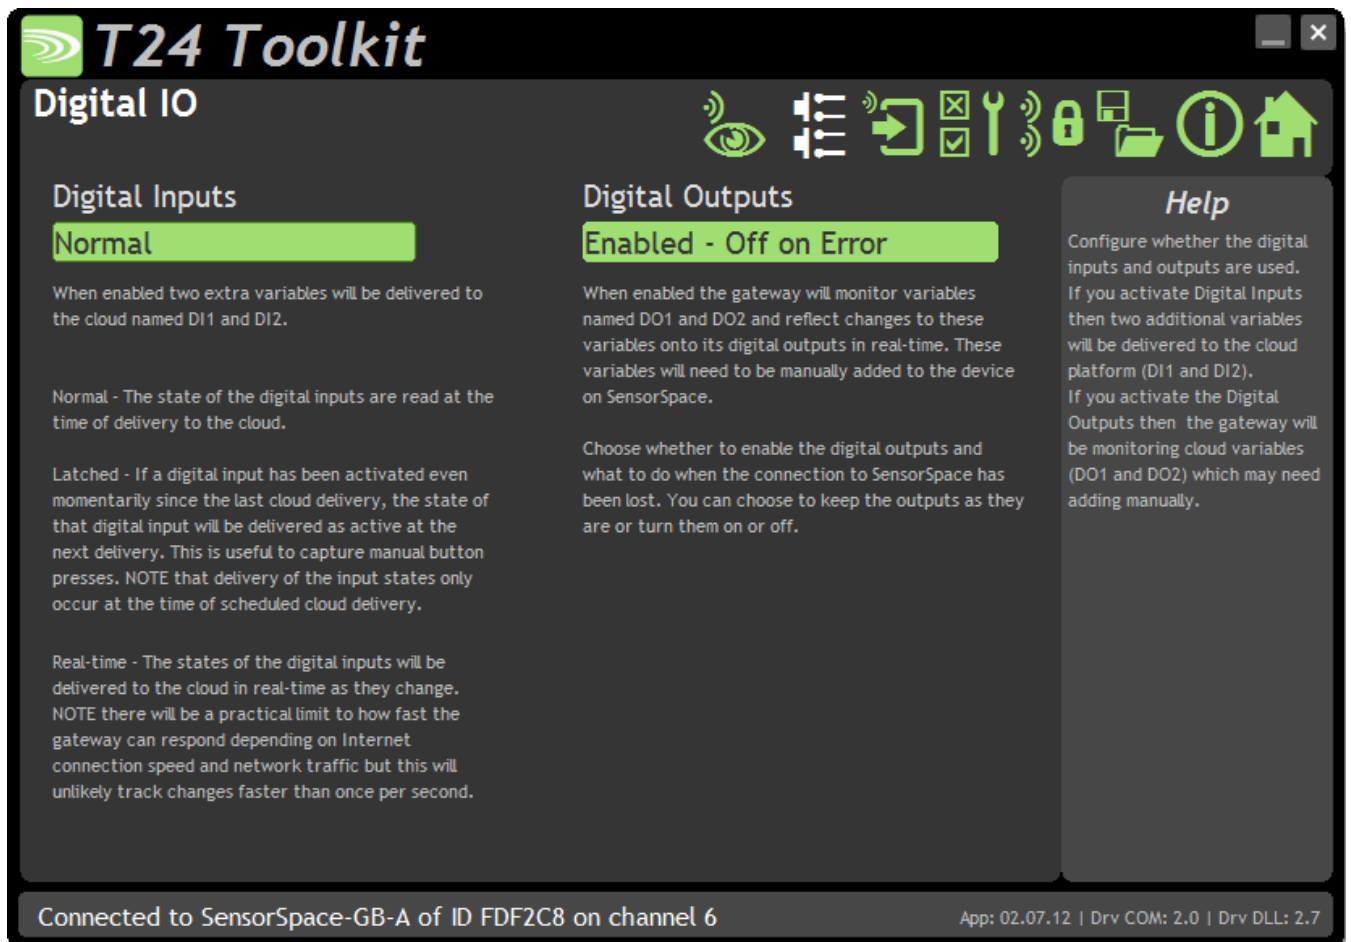 T24 Toolkit
Digital IO
Digital Inputs
Normal
When enabled two extra variables will be delivered to
the cloud named DI1 and DI2.
Normal - The state of the digital inputs are read at the
time of delivery to the cloud.
Latched - If a digital input has been activated even
momentarily since the last cloud delivery, the state of
that digital input will be delivered as active at the
next delivery. This is useful to capture manual button
presses. NOTE that delivery of the input states only
occur at the time of scheduled cloud delivery.
Real-time - The states of the digital inputs will be
delivered to the cloud in real-time as they change.
NOTE there will be a practical limit to how fast the
gateway can respond depending on Internet
connection speed and network traffic but this will
unlikely track changes faster than once per second.
Digital Outputs
Enabled - Off on Error
When enabled the gateway will monitor variables
named DO1 and DO2 and reflect changes to these
variables onto its digital outputs in real-time. These
variables will need to be manually added to the device
on SensorSpace.
Choose whether to enable the digital outputs and
what to do when the connection to SensorSpace has
been lost. You can choose to keep the outputs as they
are or turn them on or off.
Help
Configure whether the digital
inputs and outputs are used.
If you activate Digital Inputs
then two additional variables
will be delivered to the cloud
platform (DI1 and DI2).
If you activate the Digital
Outputs then  the gateway will
be monitoring cloud variables
(DO1 and DO2) which may need
adding manually.
Connected to SensorSpace-GB-A of ID FDF2C8 on channel 6
App: 02.07.12 | Drv COM: 2.0 | Drv DLL: 2.7